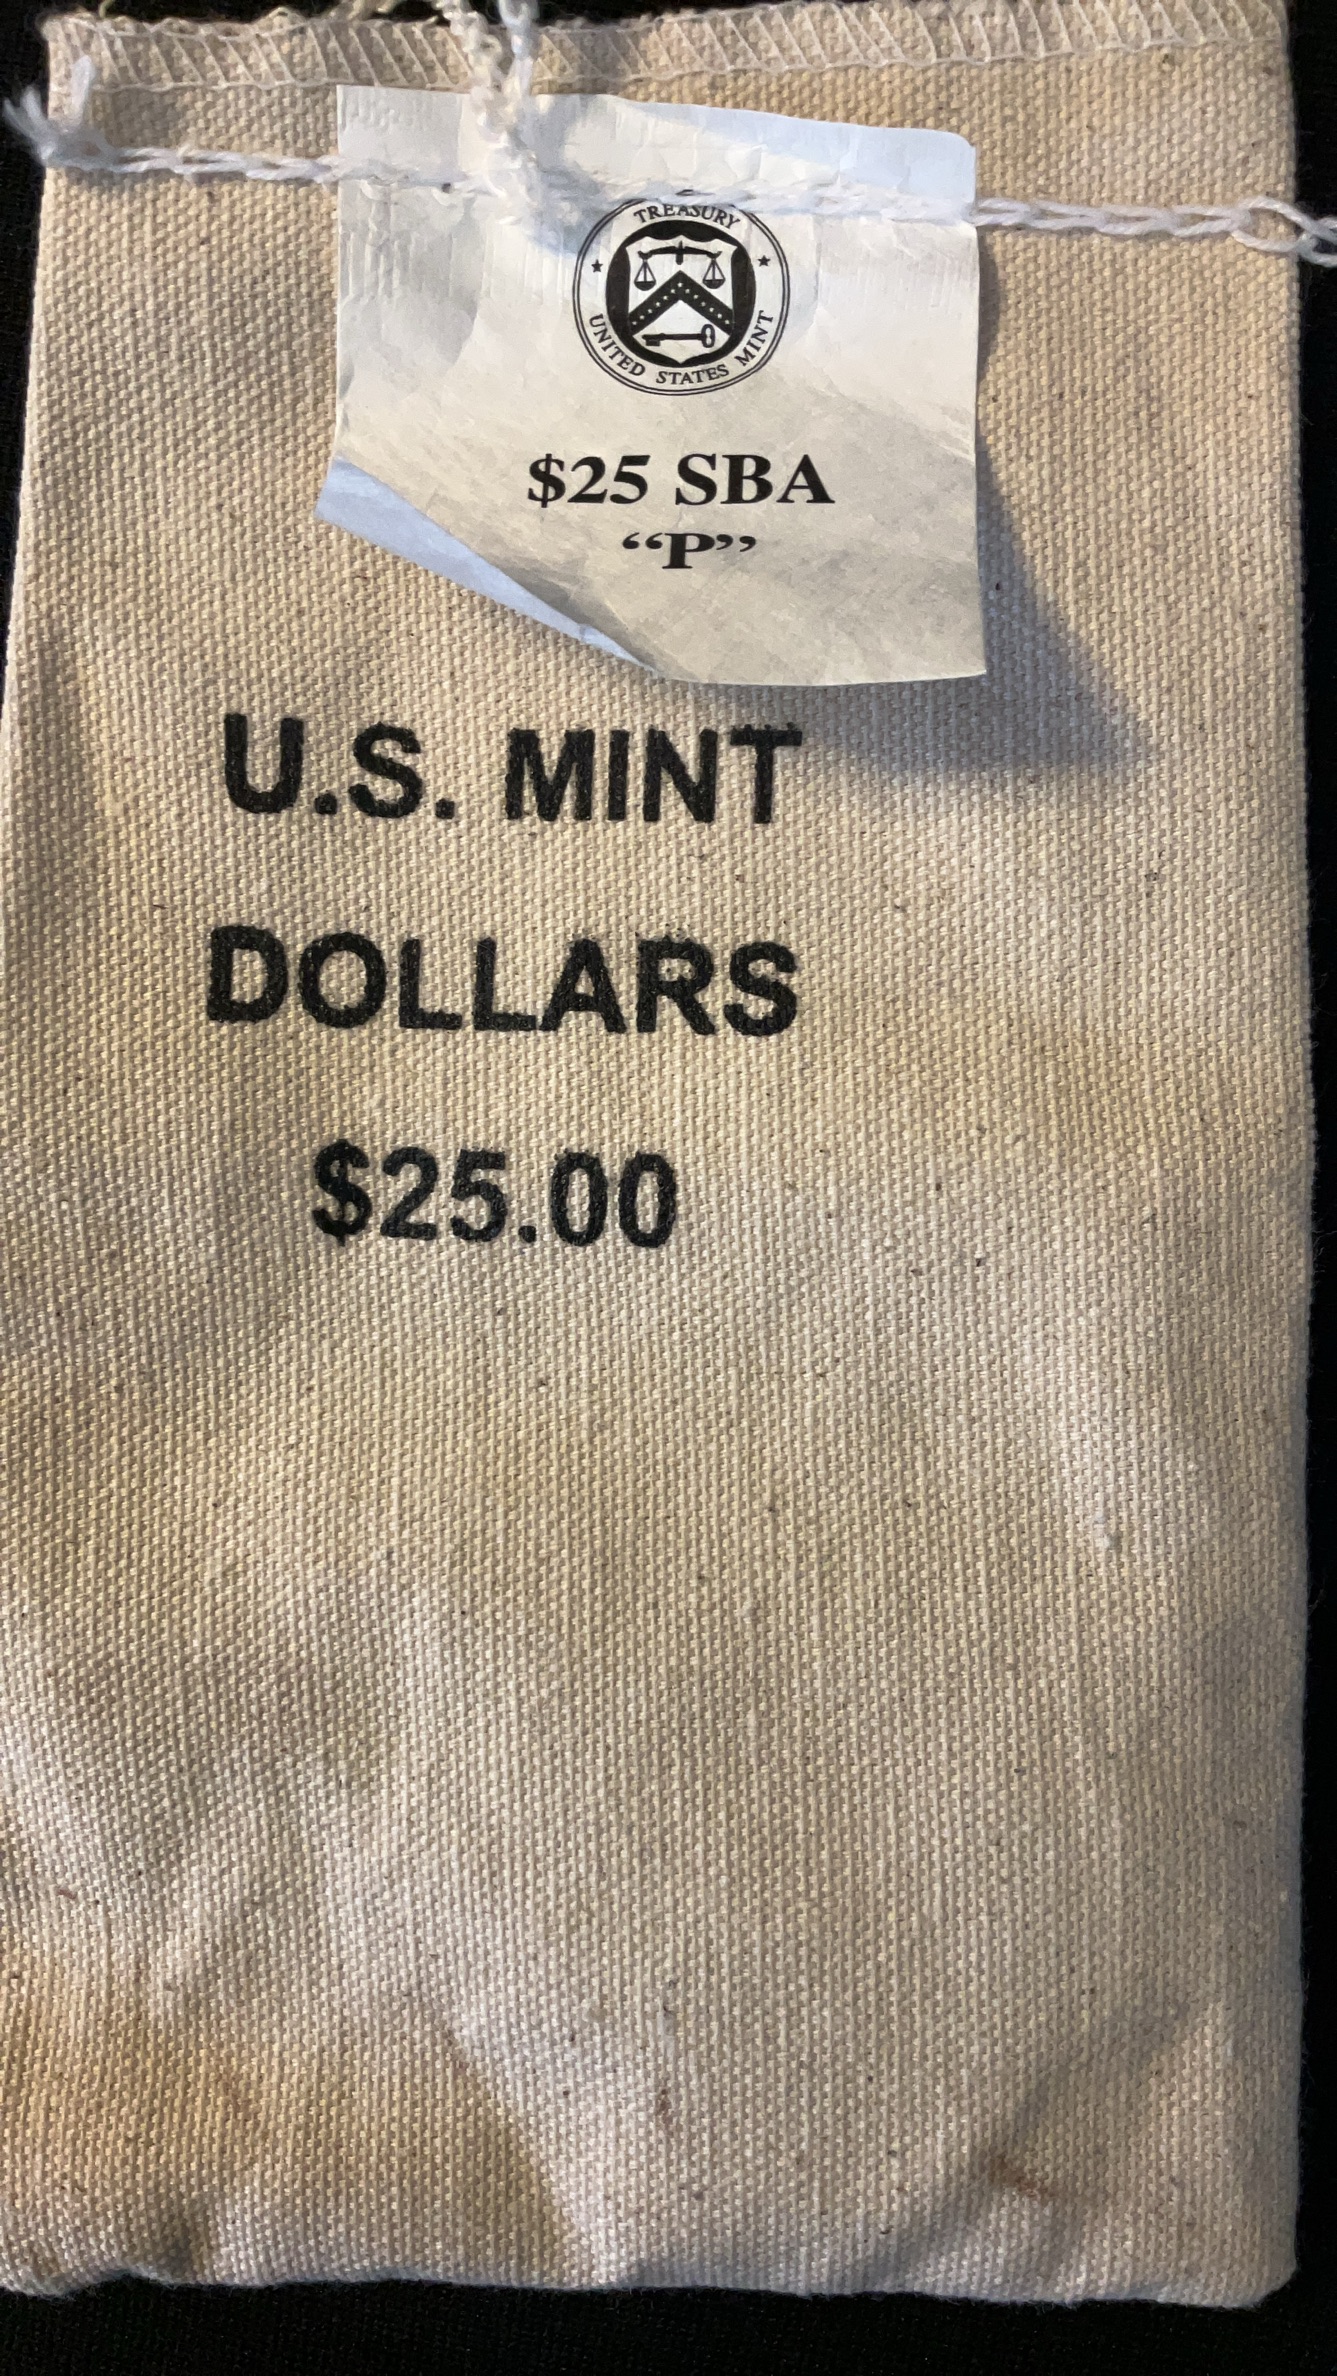 TREASURY
UNITED STATES MINT
$25 SBA
“P”
U.S. MINT
DOLLARS
$25.00